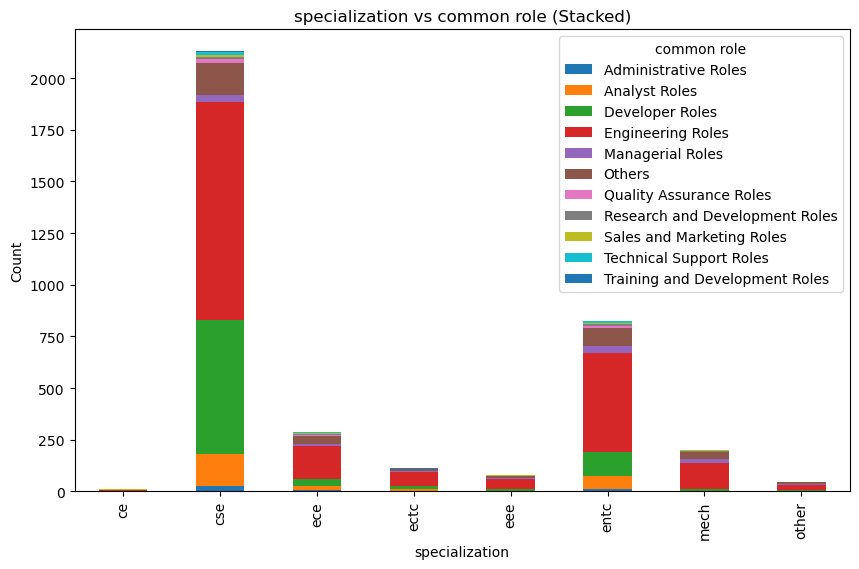 specialization vs common role (Stacked)
common role
Administrative Roles
Analyst Roles
Developer Roles
Engineering Roles
Managerial Roles
Others
Quality Assurance Roles
Research and Development Roles
Sales and Marketing Roles
Technical Support Roles
Training and Development Roles
Count
2000
1750
1500
1250
1000
750
500
250
0
ce
cse
ece
ectc
eee
entc
mech
other
specialization